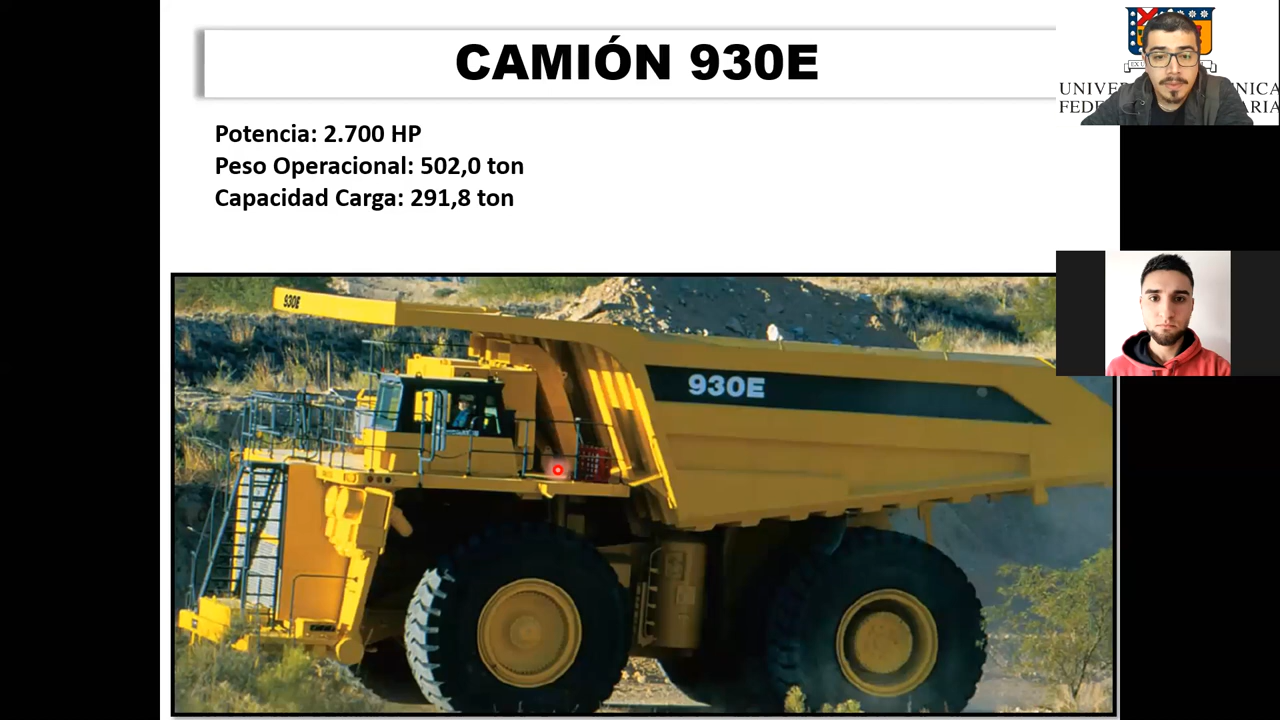 CAMIÓN 930E
Potencia: 2.700 HP
Peso Operacional: 502,0 ton
Capacidad Carga: 291,8 ton
930E
930E